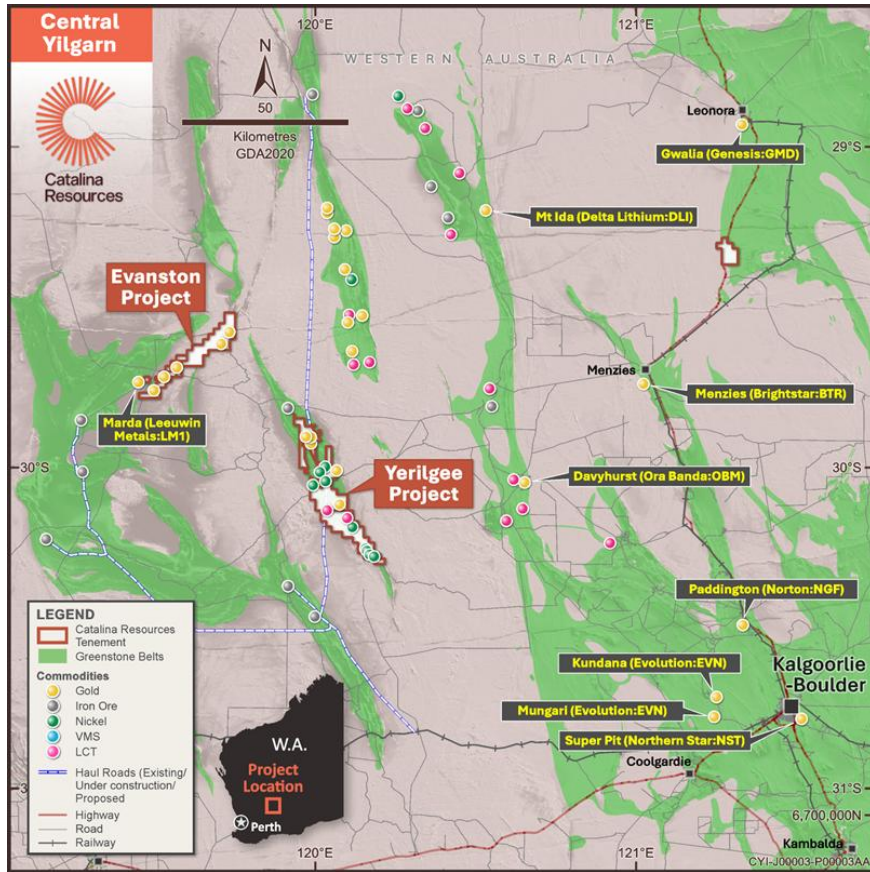 Central
Yilgarn
Catalina
Resources
120°E
121°E
N
50
Kilometres
GDA2020
WESTERN AUSTRALIA
Leonora
Gwalia (Genesis:GMD)
29°S
Mt Ida (Delta Lithium:DLI)
Evanston
Project
Menzies
Menzies (Brightstar:BTR)
Marda (Leeuwin
Metals:LM1)
30°S
Yerilgee
Project
Davyhurst (Ora Banda:OBM)
Paddington (Norton:NGF)
Kundana (Evolution:EVN)
Kalgoorlie
-Boulder
Mungari (Evolution:EVN)
Super Pit (Northern Star:NST)
Coolgardie
31°S
6,700,000N
Kambalda
LEGEND
Catalina Resources
Tenement
Greenstone Belts
Commodities
Gold
Iron Ore
Nickel
VMS
LCT
Haul Roads (Existing/
Under construction/
Proposed
Highway
Road
Railway
W.A.
Project
Location
Perth
120°E
121°E
CYI-J00003-P00003AA